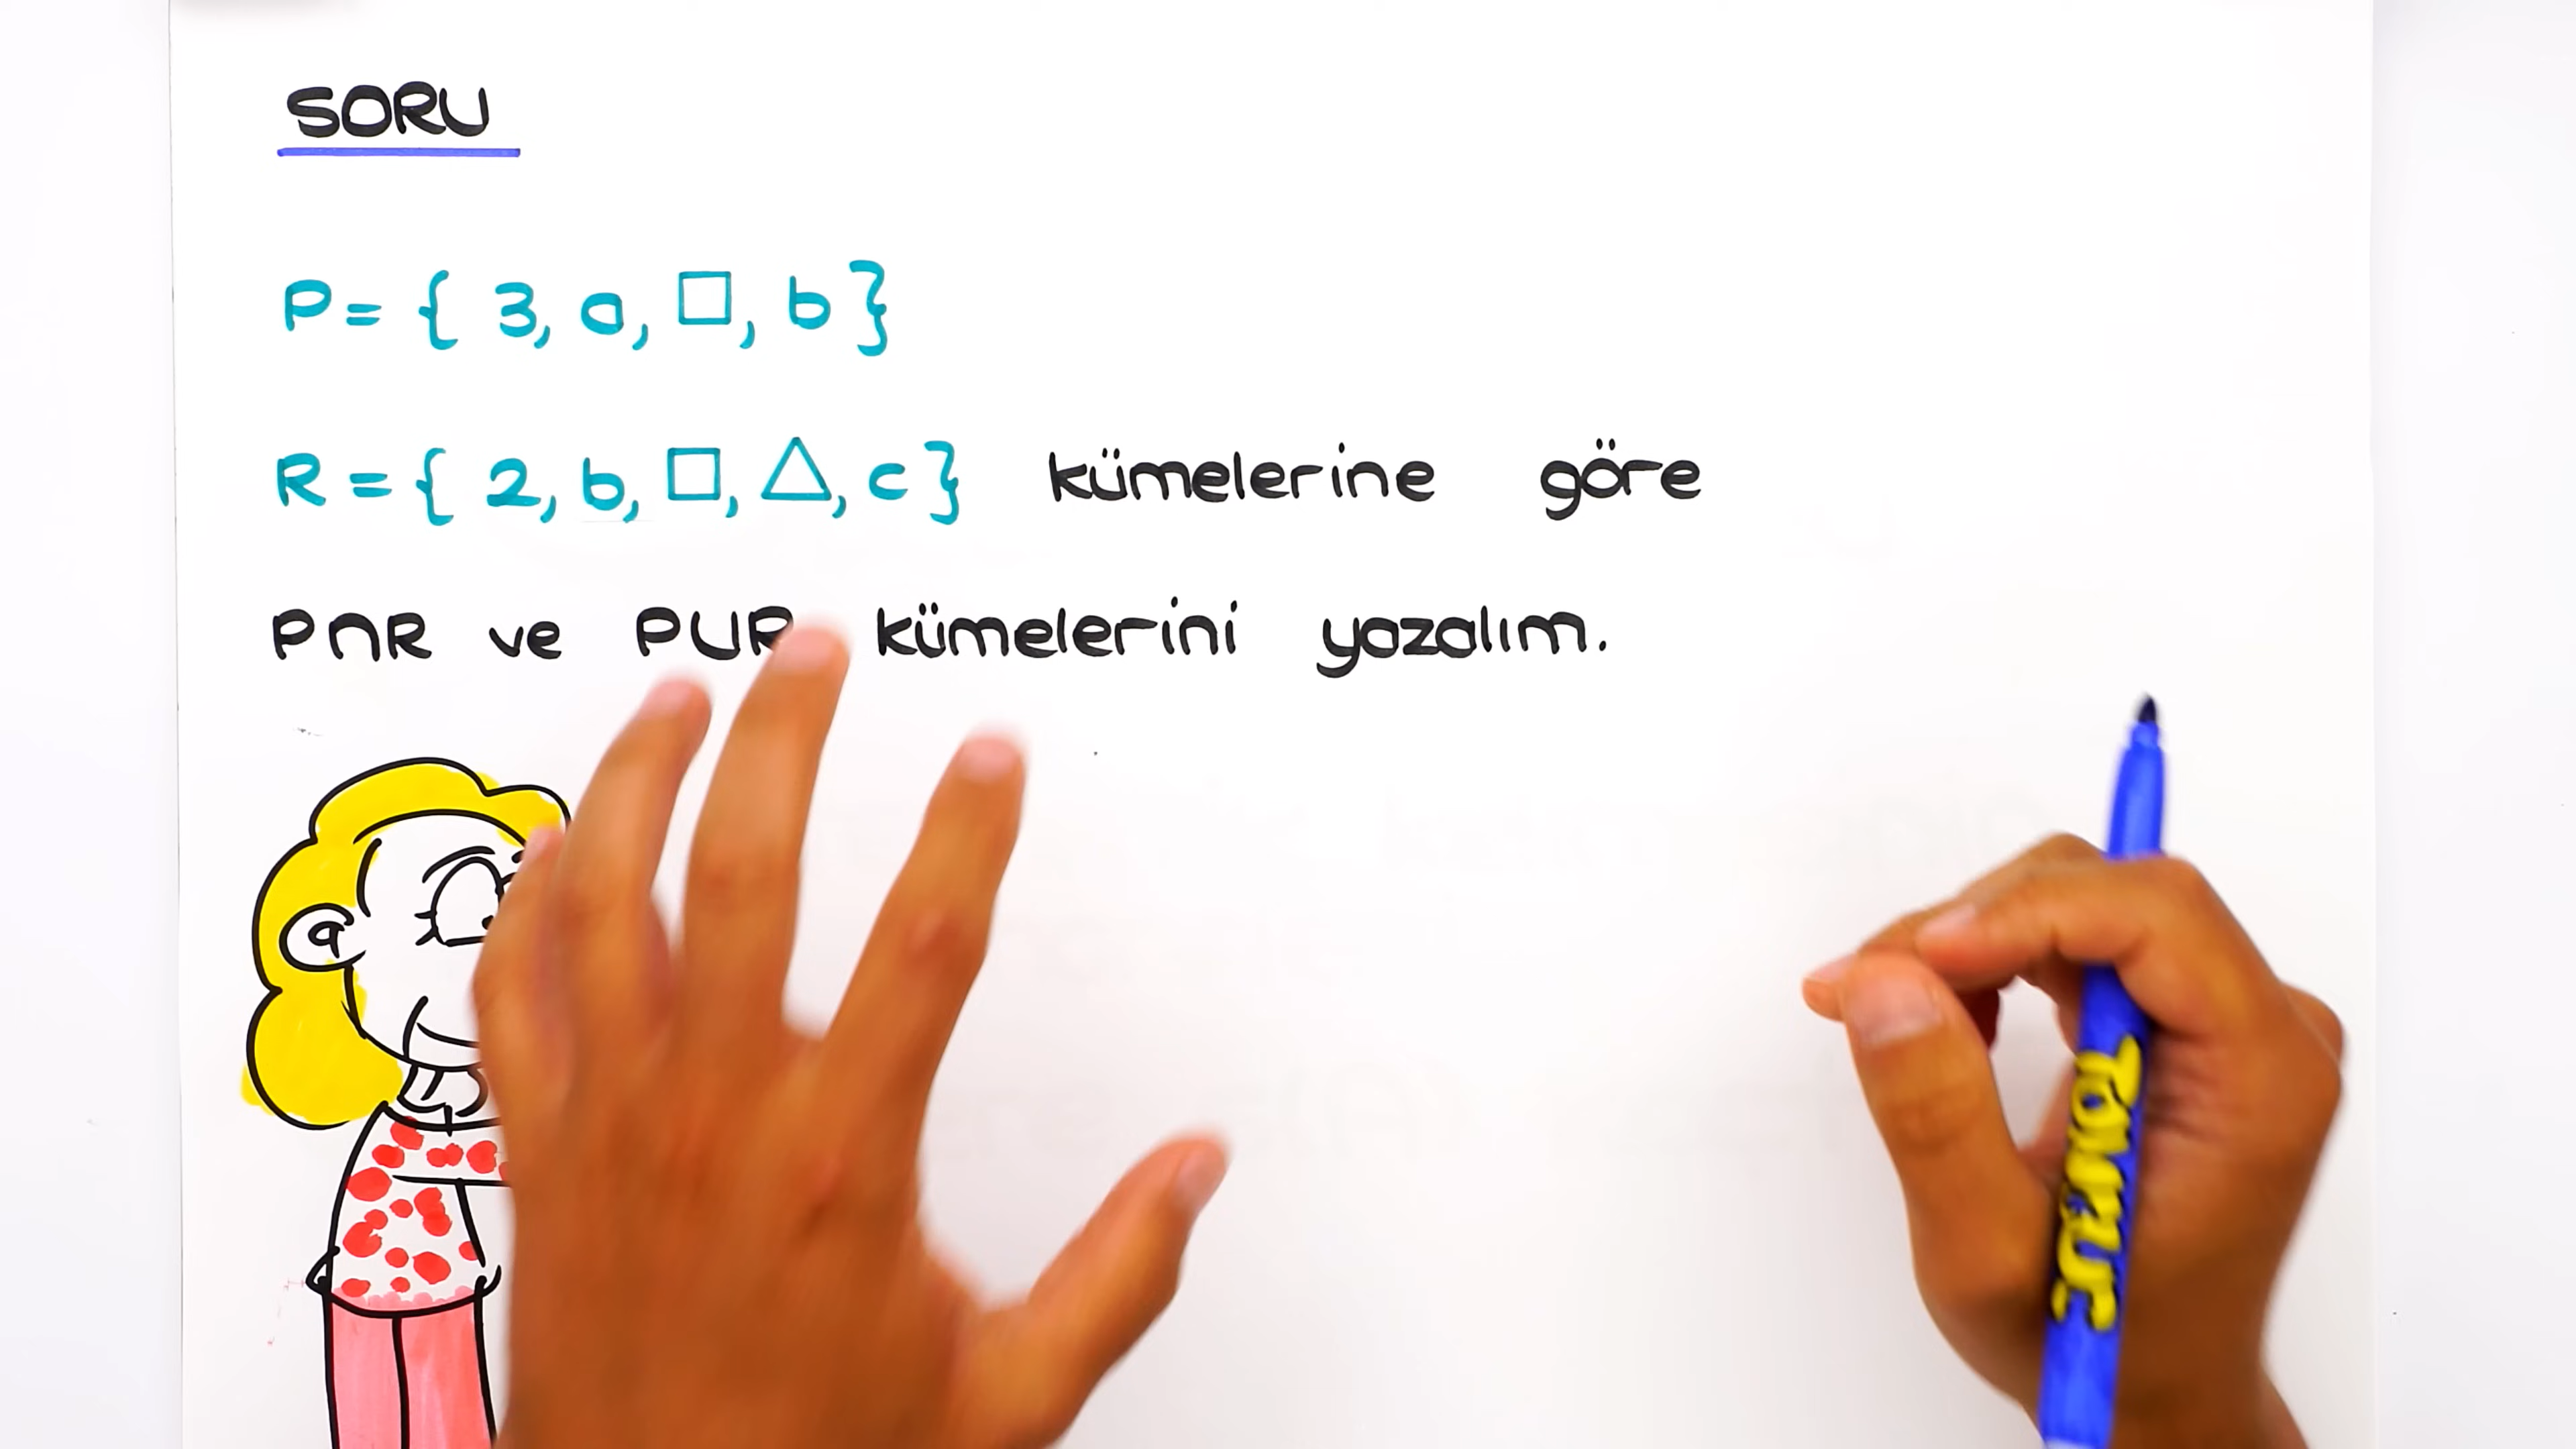 SORU
P = { 3, a, □, b }
R = { 2, b, □, △, c } kümelerine göre
P∩R ve P∪R kümelerini yazalım.